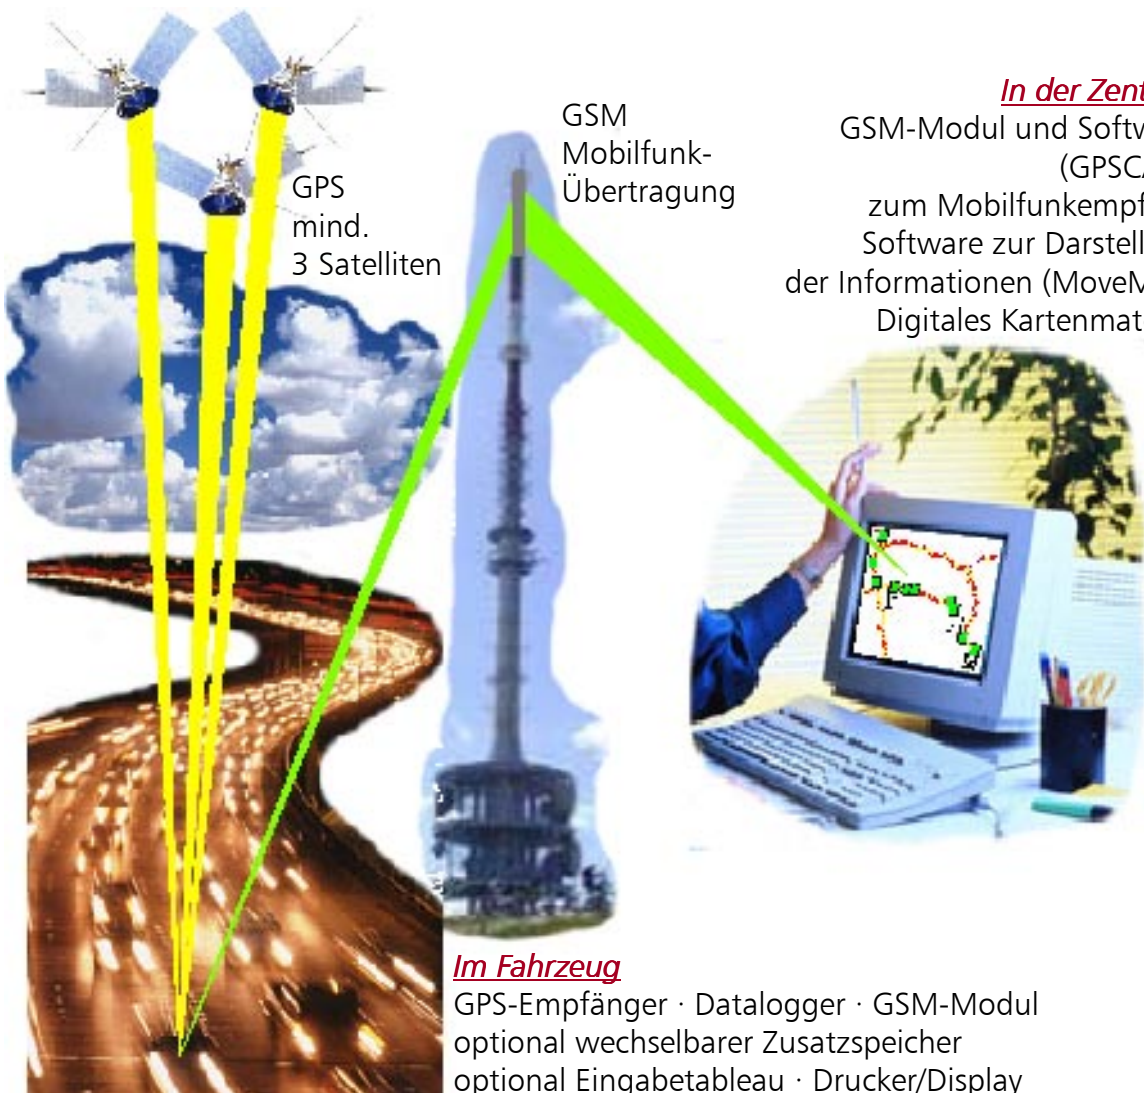 In der Zent
GSM-Modul und Softw
(GPSC
zum Mobilfunkempf
Software zur Darstell
der Informationen (MoveM
Digitales Kartenmat
GSM
Mobilfunk-
Übertragung
GPS
mind.
3 Satelliten
Im Fahrzeug
GPS-Empfänger · Datalogger · GSM-Modul
optional wechselbarer Zusatzspeicher
optional Eingabetableau · Drucker/Display